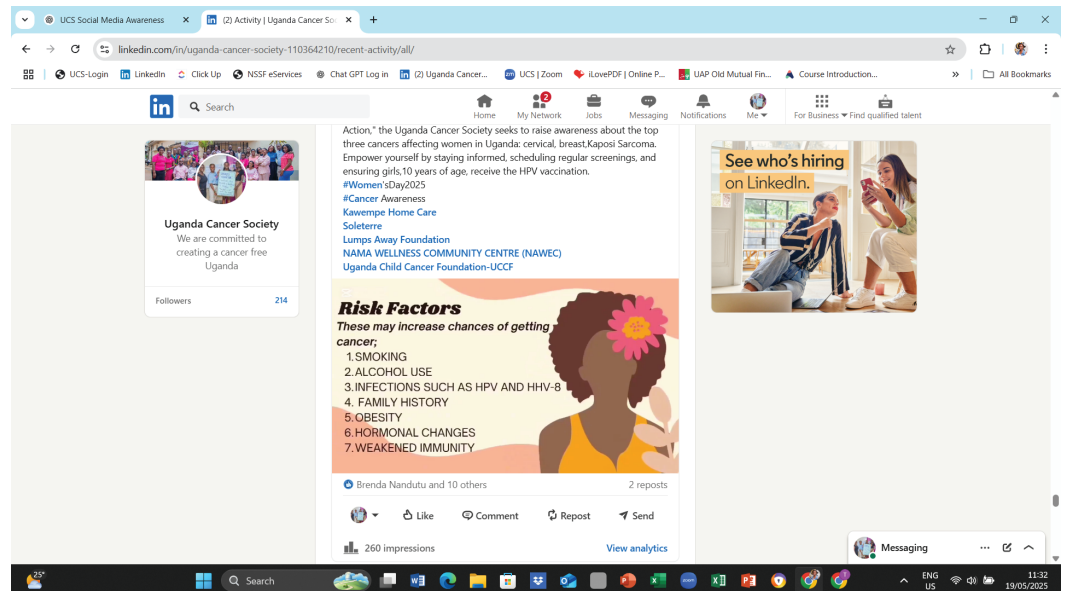 UCS Social Media Awareness
(2) Activity | Uganda Cancer So
linkedin.com/in/uganda-cancer-society-110364210/recent-activity/all/
UCS-Login
LinkedIn
Click Up
NSSF eServices
Chat GPT Log in
(2) Uganda Cancer...
UCS | Zoom
iLovePDF | Online P...
UAP Old Mutual Fin...
Course Introduction...
»
All Bookmarks
in
Search
Home
2
My Network
Jobs
Messaging
Notifications
Me
For Business
Find qualified talent
Uganda Cancer Society
We are committed to
creating a cancer free
Uganda
Followers 214
Action," the Uganda Cancer Society seeks to raise awareness about the top
three cancers affecting women in Uganda: cervical, breast,Kaposi Sarcoma.
Empower yourself by staying informed, scheduling regular screenings, and
ensuring girls,10 years of age, receive the HPV vaccination.
#Women'sDay2025
#Cancer Awareness
Kawempe Home Care
Soleterre
Lumps Away Foundation
NAMA WELLNESS COMMUNITY CENTRE (NAWEC)
Uganda Child Cancer Foundation-UCCF
Risk Factors
These may increase chances of getting
cancer;
1.SMOKING
2.ALCOHOL USE
3.INFECTIONS SUCH AS HPV AND HHV-8
4. FAMILY HISTORY
5.OBESITY
6.HORMONAL CHANGES
7.WEAKENED IMMUNITY
Brenda Nandutu and 10 others
2 reposts
Like
Comment
Repost
Send
260 impressions
View analytics
See who's hiring
on LinkedIn.
Messaging
25°
Search
ENG
US
11:32
19/05/2025